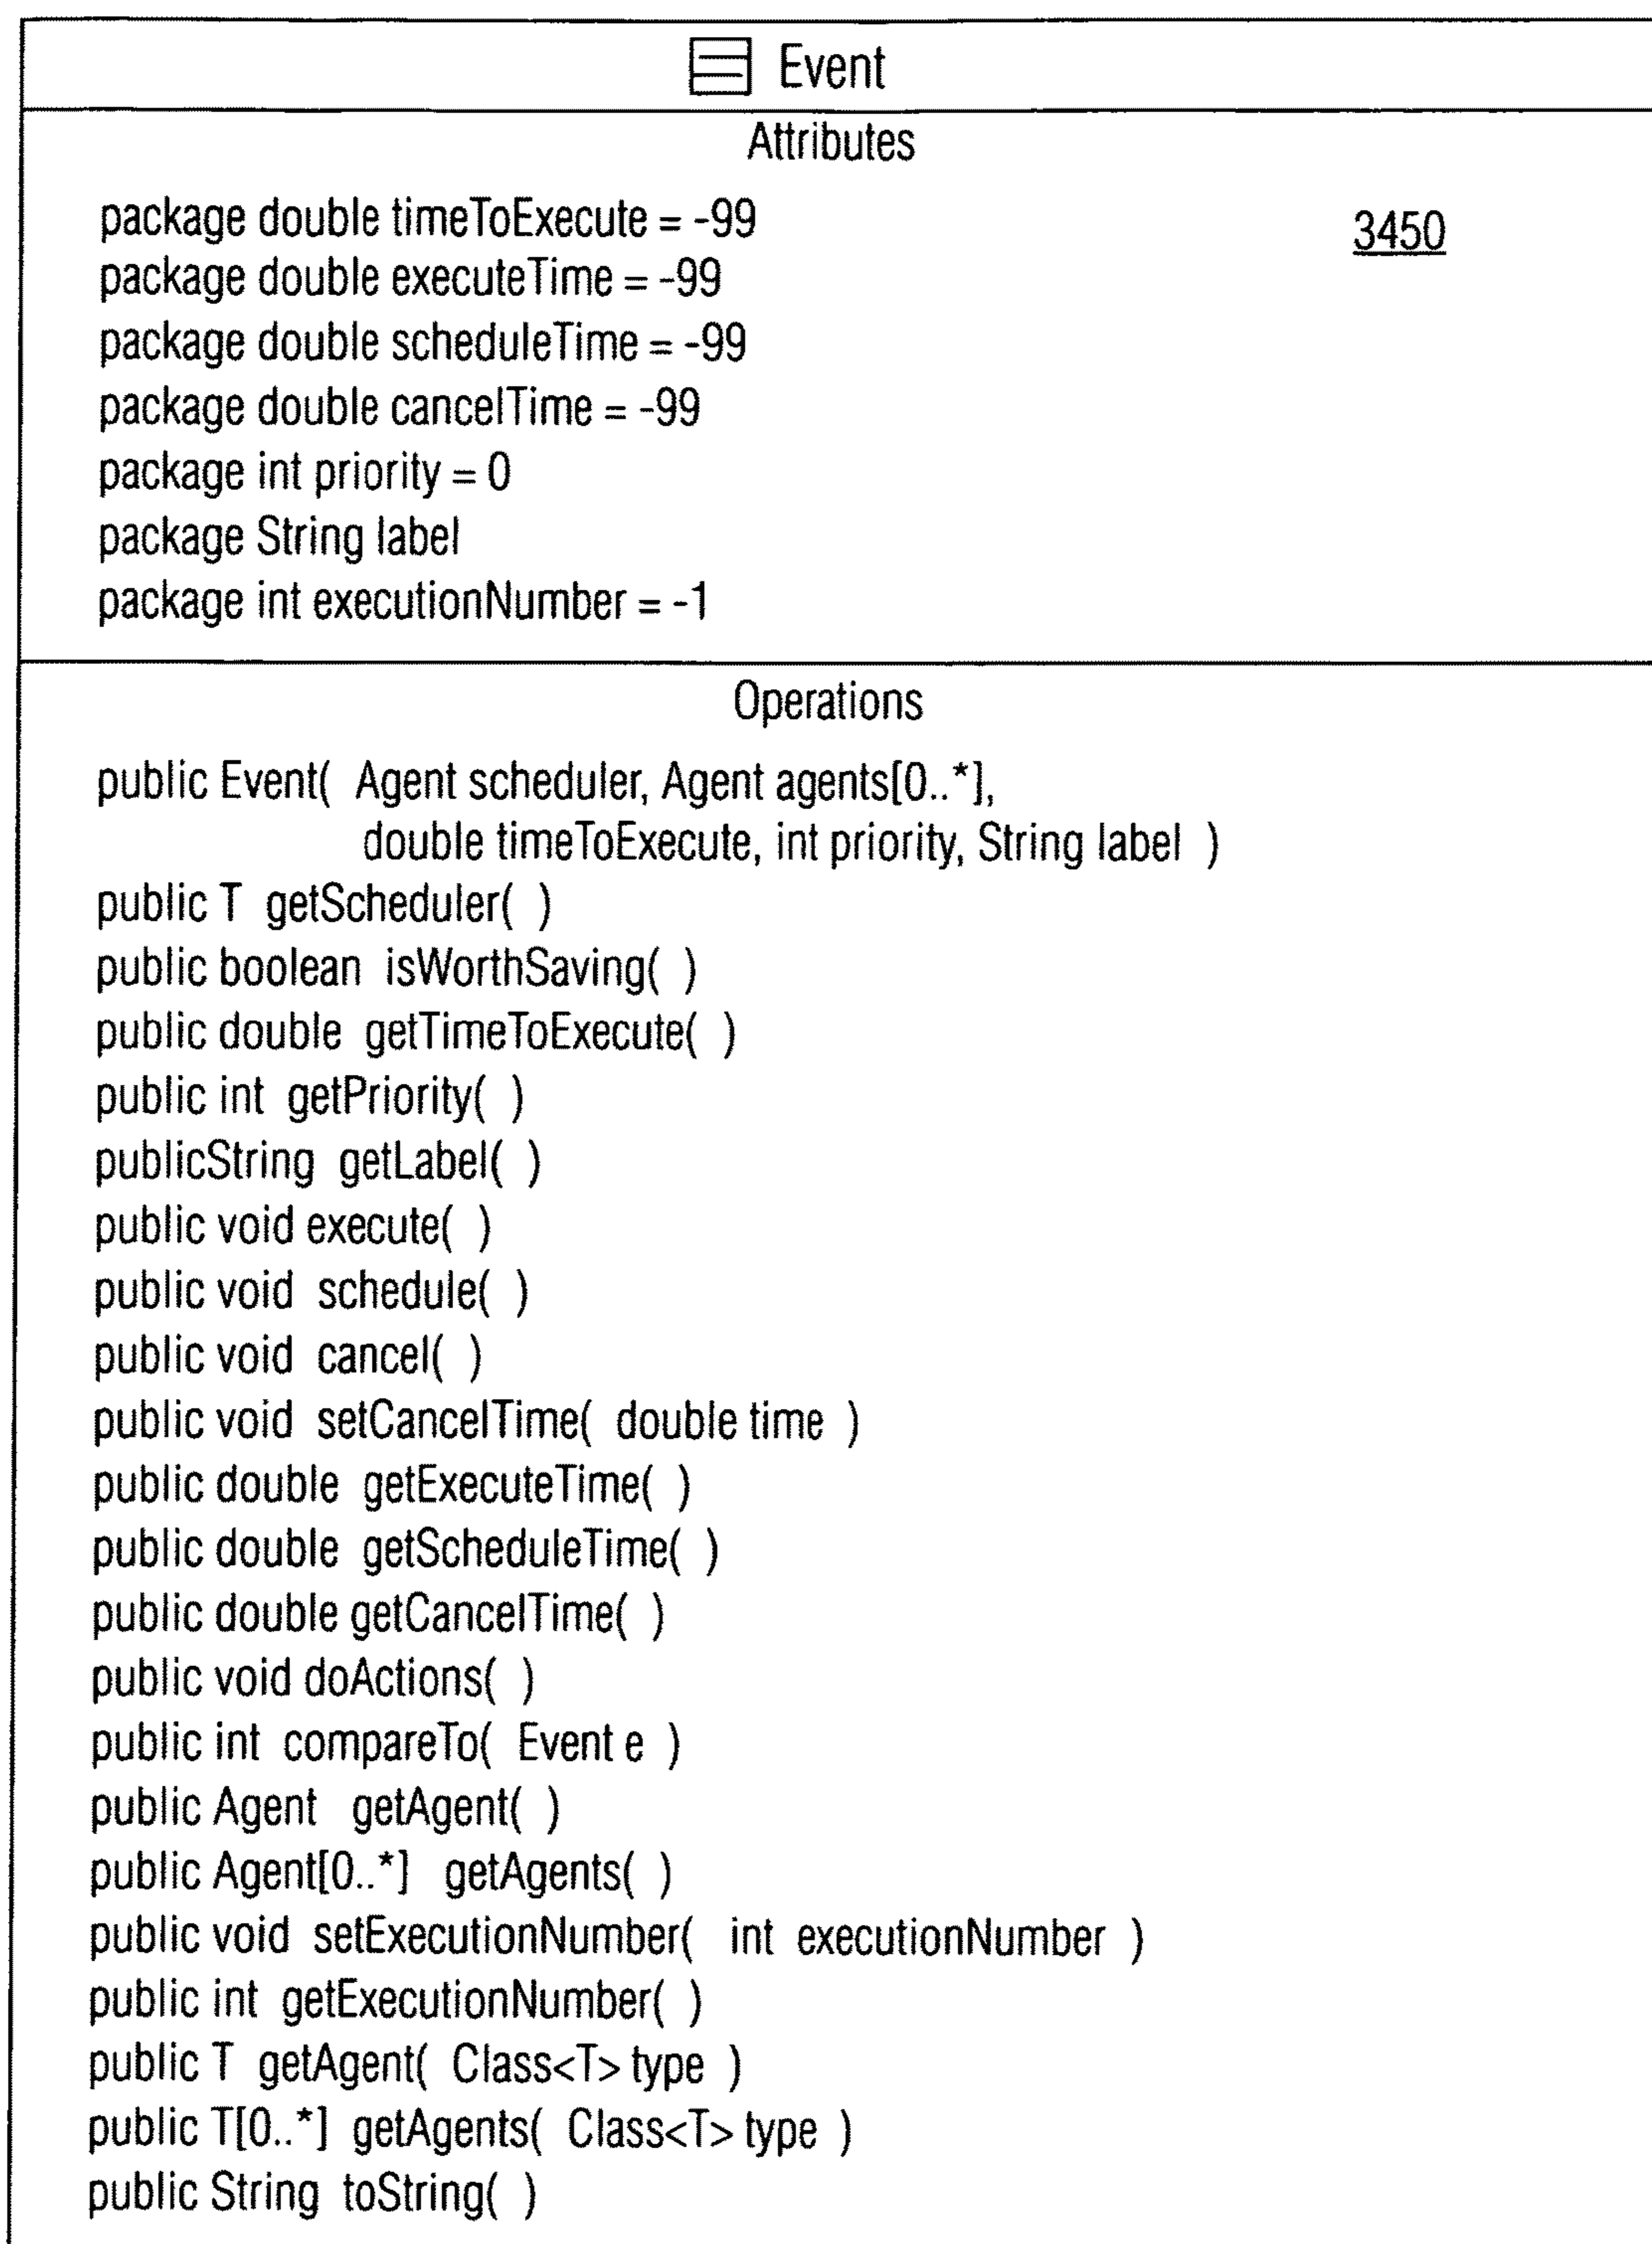 Event
Attributes
package double timeToExecute = -99
3450
package double executeTime = -99
package double scheduleTime = -99
package double cancelTime = -99
package int priority = 0
package String label
package int executionNumber = -1
Operations
public Event( Agent scheduler, Agent agents[0..*],
double timeToExecute, int priority, String label )
public T getScheduler( )
public boolean isWorthSaving( )
public double getTimeToExecute( )
public int getPriority( )
publicString getLabel( )
public void execute( )
public void schedule( )
public void cancel( )
public void setCancelTime( double time )
public double getExecuteTime( )
public double getScheduleTime( )
public double getCancelTime( )
public void doActions( )
public int compareTo( Event e )
public Agent getAgent( )
public Agent[0..*] getAgents( )
public void setExecutionNumber( int executionNumber )
public int getExecutionNumber( )
public T getAgent( Class<T> type )
public T[0..*] getAgents( Class<T> type )
public String toString( )